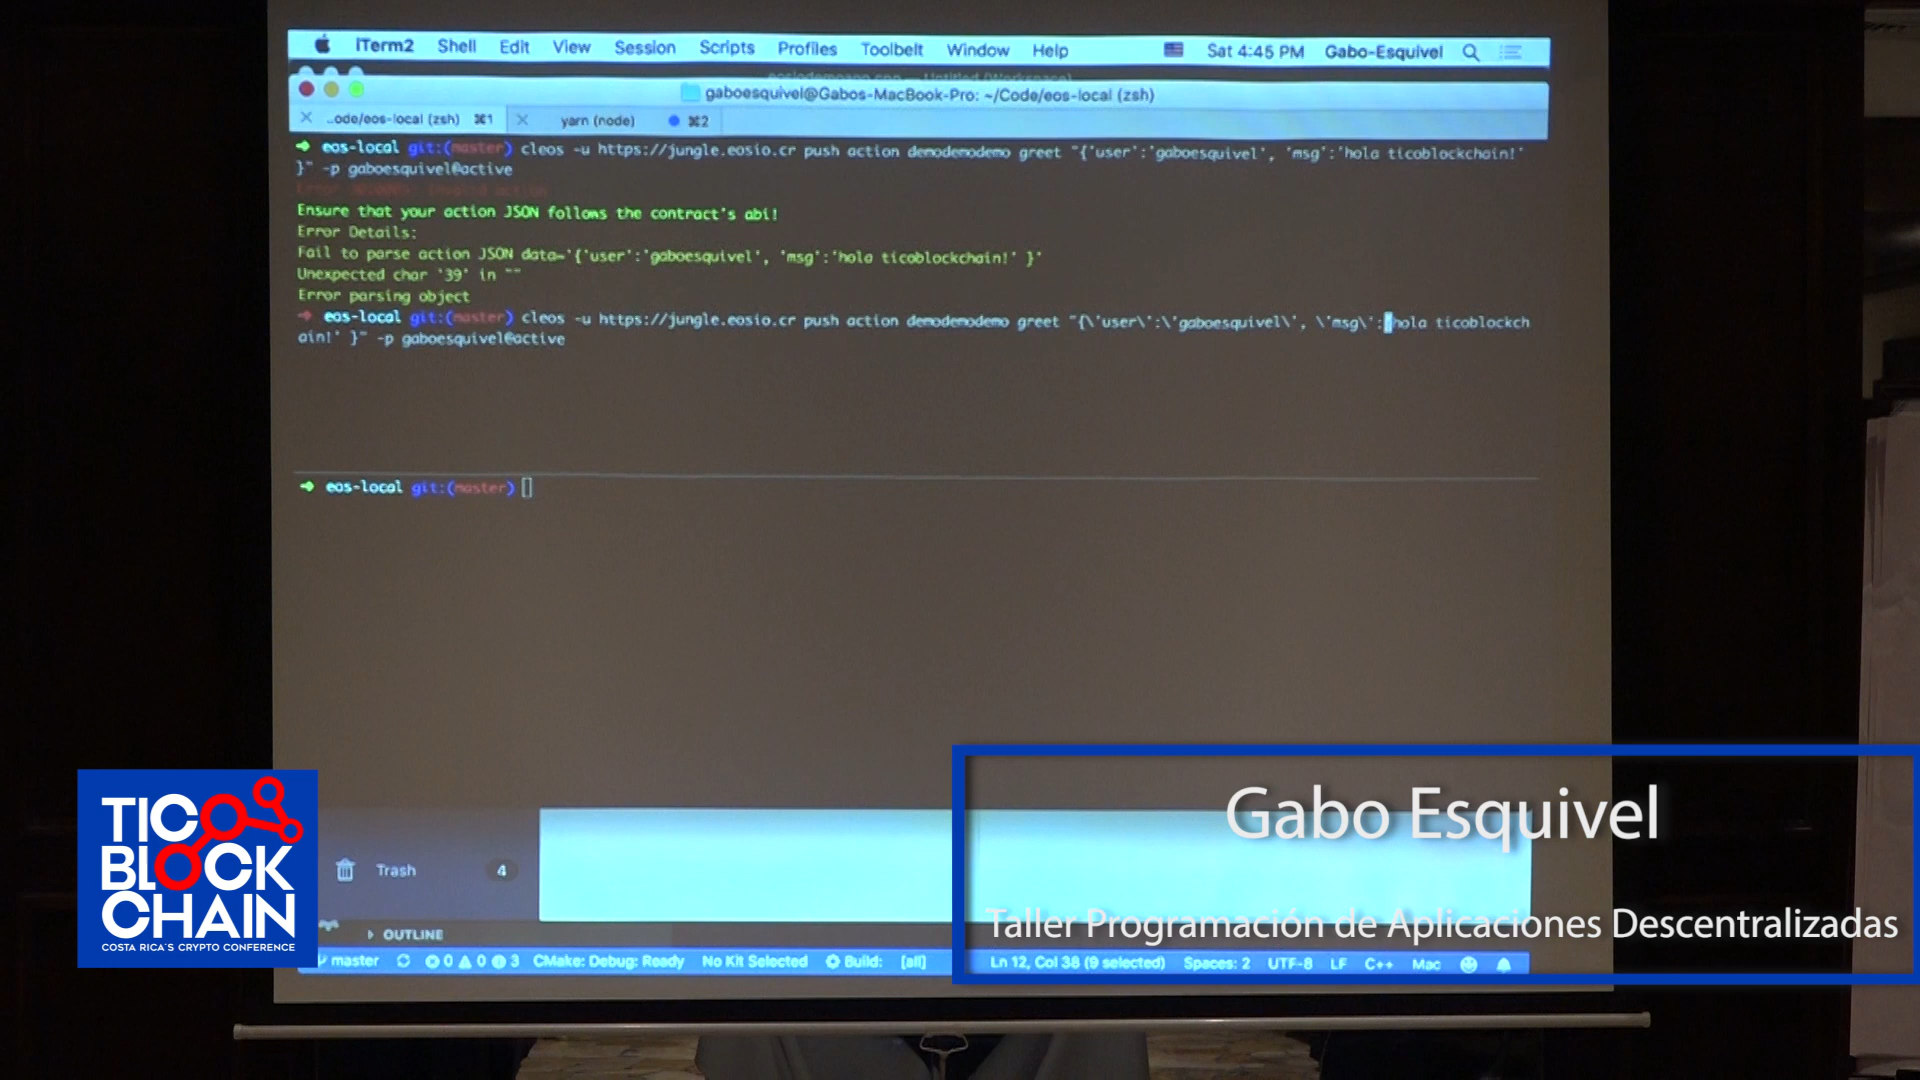 iTerm2 Shell Edit View Session Scripts Profiles Toolbelt Window Help Sat 4:45 PM Gabo-Esquivel
gaboesquivel@Gabos-MacBook-Pro: ~/Code/eos-local (zsh)
..ode/eos-local (zsh) ⌘1 yarn (node) ⌘2
eos-local git:(master) cleos -u https://jungle.eosio.cr push action demodemodemo greet "{'user':'gaboesquivel', 'msg':'hola ticoblockchain!'
}" -p gaboesquivel@active
Ensure that your action JSON follows the contract's abi!
Error Details:
Fail to parse action JSON data='{'user':'gaboesquivel', 'msg':'hola ticoblockchain!' }'
Unexpected char '39' in ""
Error parsing object
eos-local git:(master) cleos -u https://jungle.eosio.cr push action demodemodemo greet "{\'user\':\'gaboesquivel\', \'msg\':'hola ticoblockch
ain!' }" -p gaboesquivel@active
eos-local git:(master)
Trash 4
OUTLINE
master 0 0 3 CMake: Debug: Ready No Kit Selected Build: [all] Ln 12, Col 38 (9 selected) Spaces: 2 UTF-8 LF C++ Mac
TICO
BLOCK
CHAIN
COSTA RICA'S CRYPTO CONFERENCE
Gabo Esquivel
Taller Programación de Aplicaciones Descentralizadas